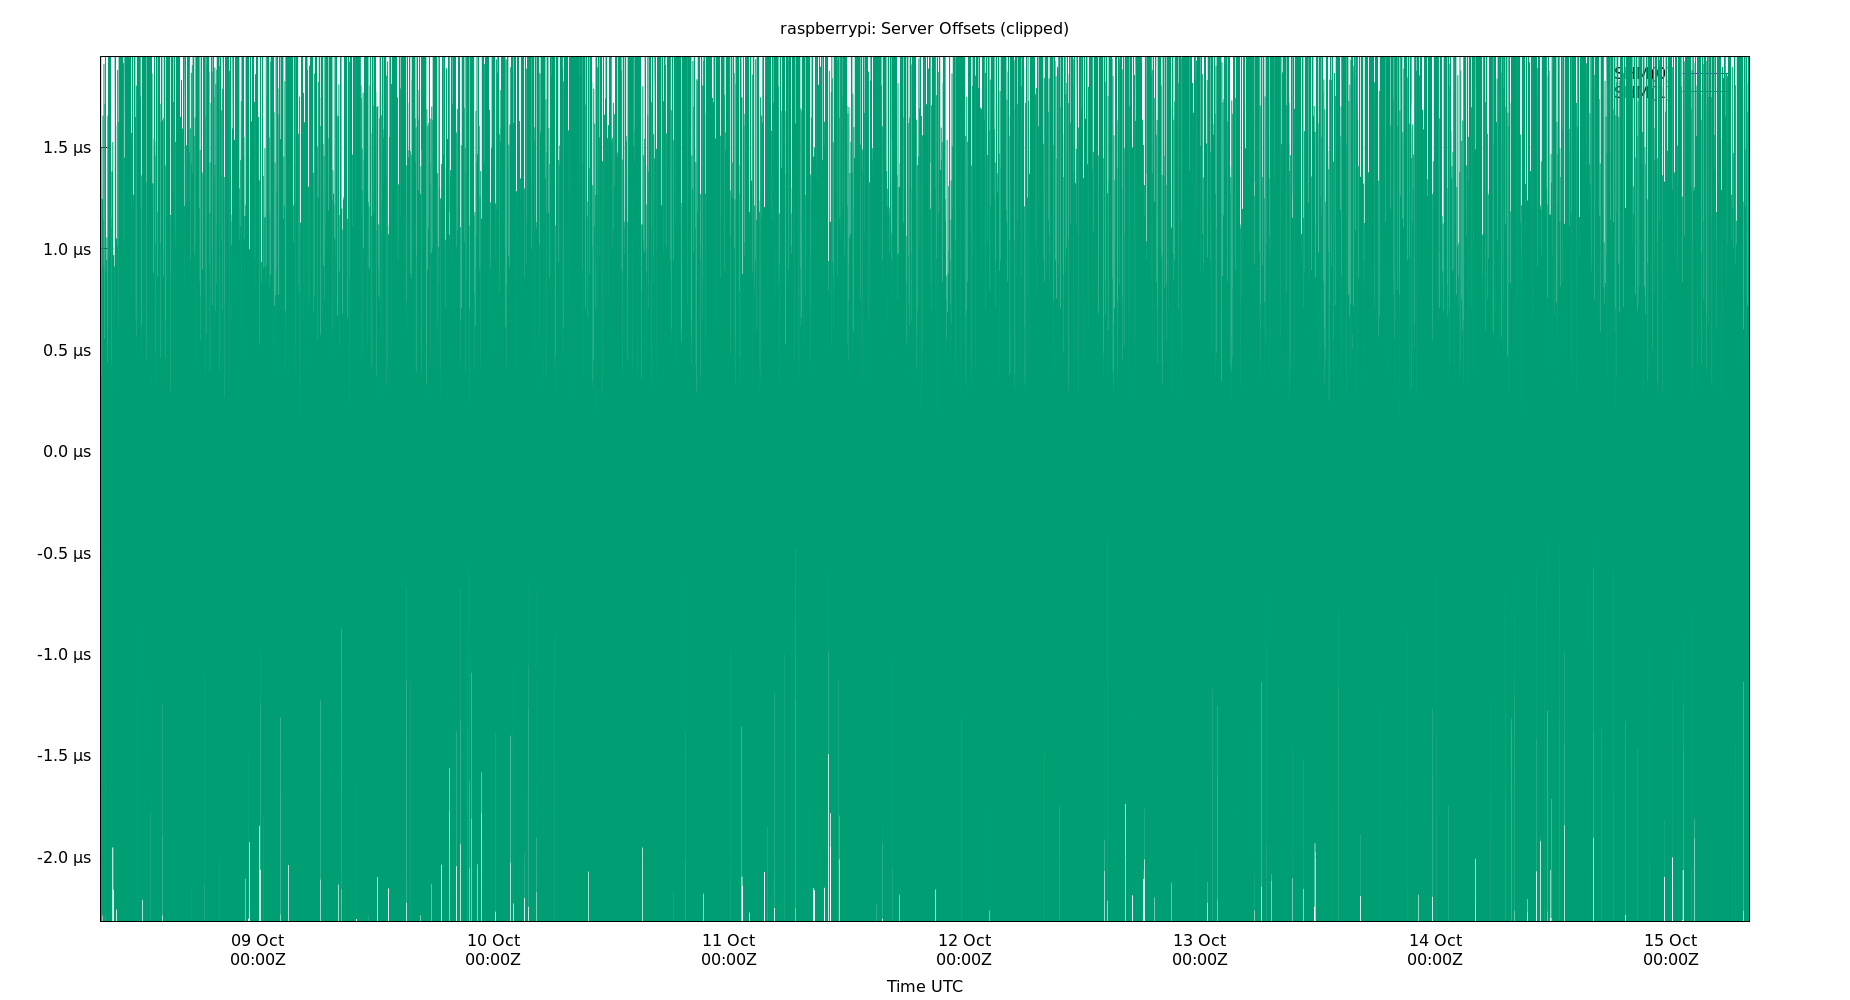 raspberrypi: Server Offsets (clipped)
1.5 µs
1.0 µs
0.5 µs
0.0 µs
-0.5 µs
-1.0 µs
-1.5 µs
-2.0 µs
09 Oct
00:00Z
10 Oct
00:00Z
11 Oct
00:00Z
12 Oct
00:00Z
13 Oct
00:00Z
14 Oct
00:00Z
15 Oct
00:00Z
Time UTC